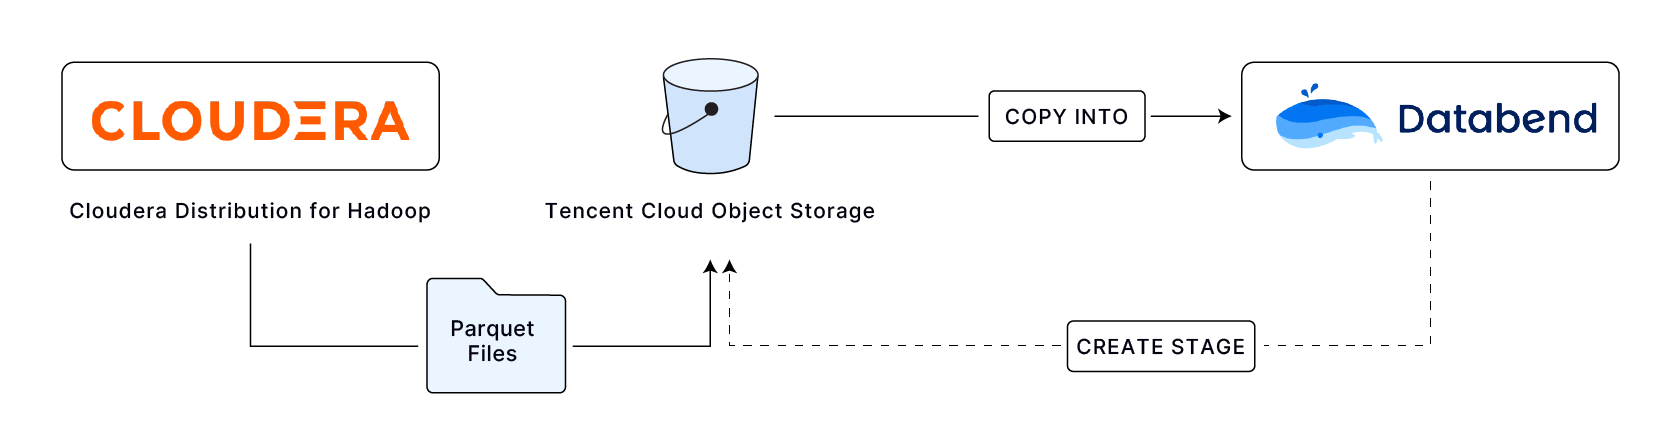 CLOUDERA
Cloudera Distribution for Hadoop
Tencent Cloud Object Storage
COPY INTO
Databend
Parquet
Files
CREATE STAGE